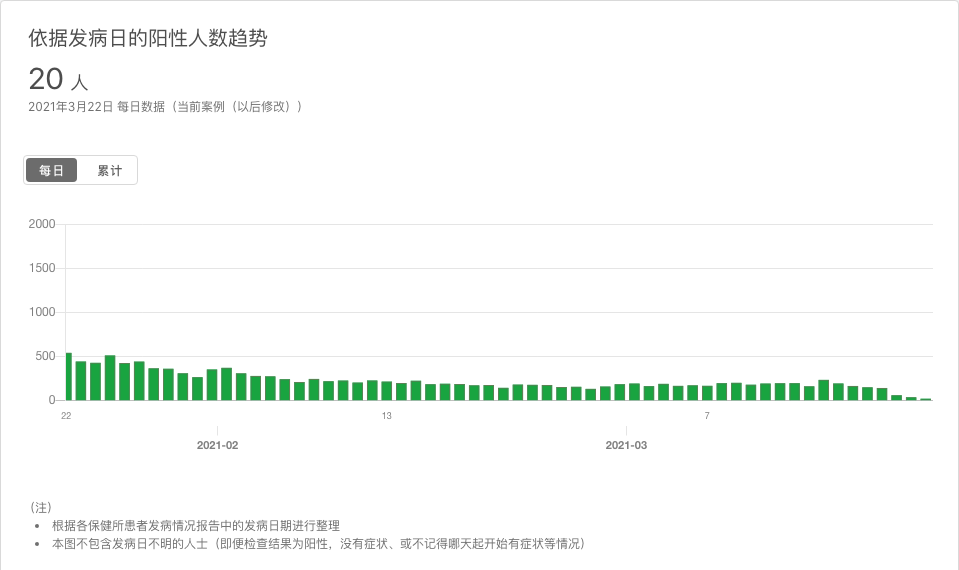 依据发病日的阳性人数趋势
20 人
2021年3月22日 每日数据（当前案例（以后修改））
每日 累计
2000
1500
1000
500
0
22 13 7
2021-02 2021-03
（注）
• 根据各保健所患者发病情况报告中的发病日期进行整理
• 本图不包含发病日不明的人士（即便检查结果为阳性，没有症状、或不记得哪天起开始有症状等情况）